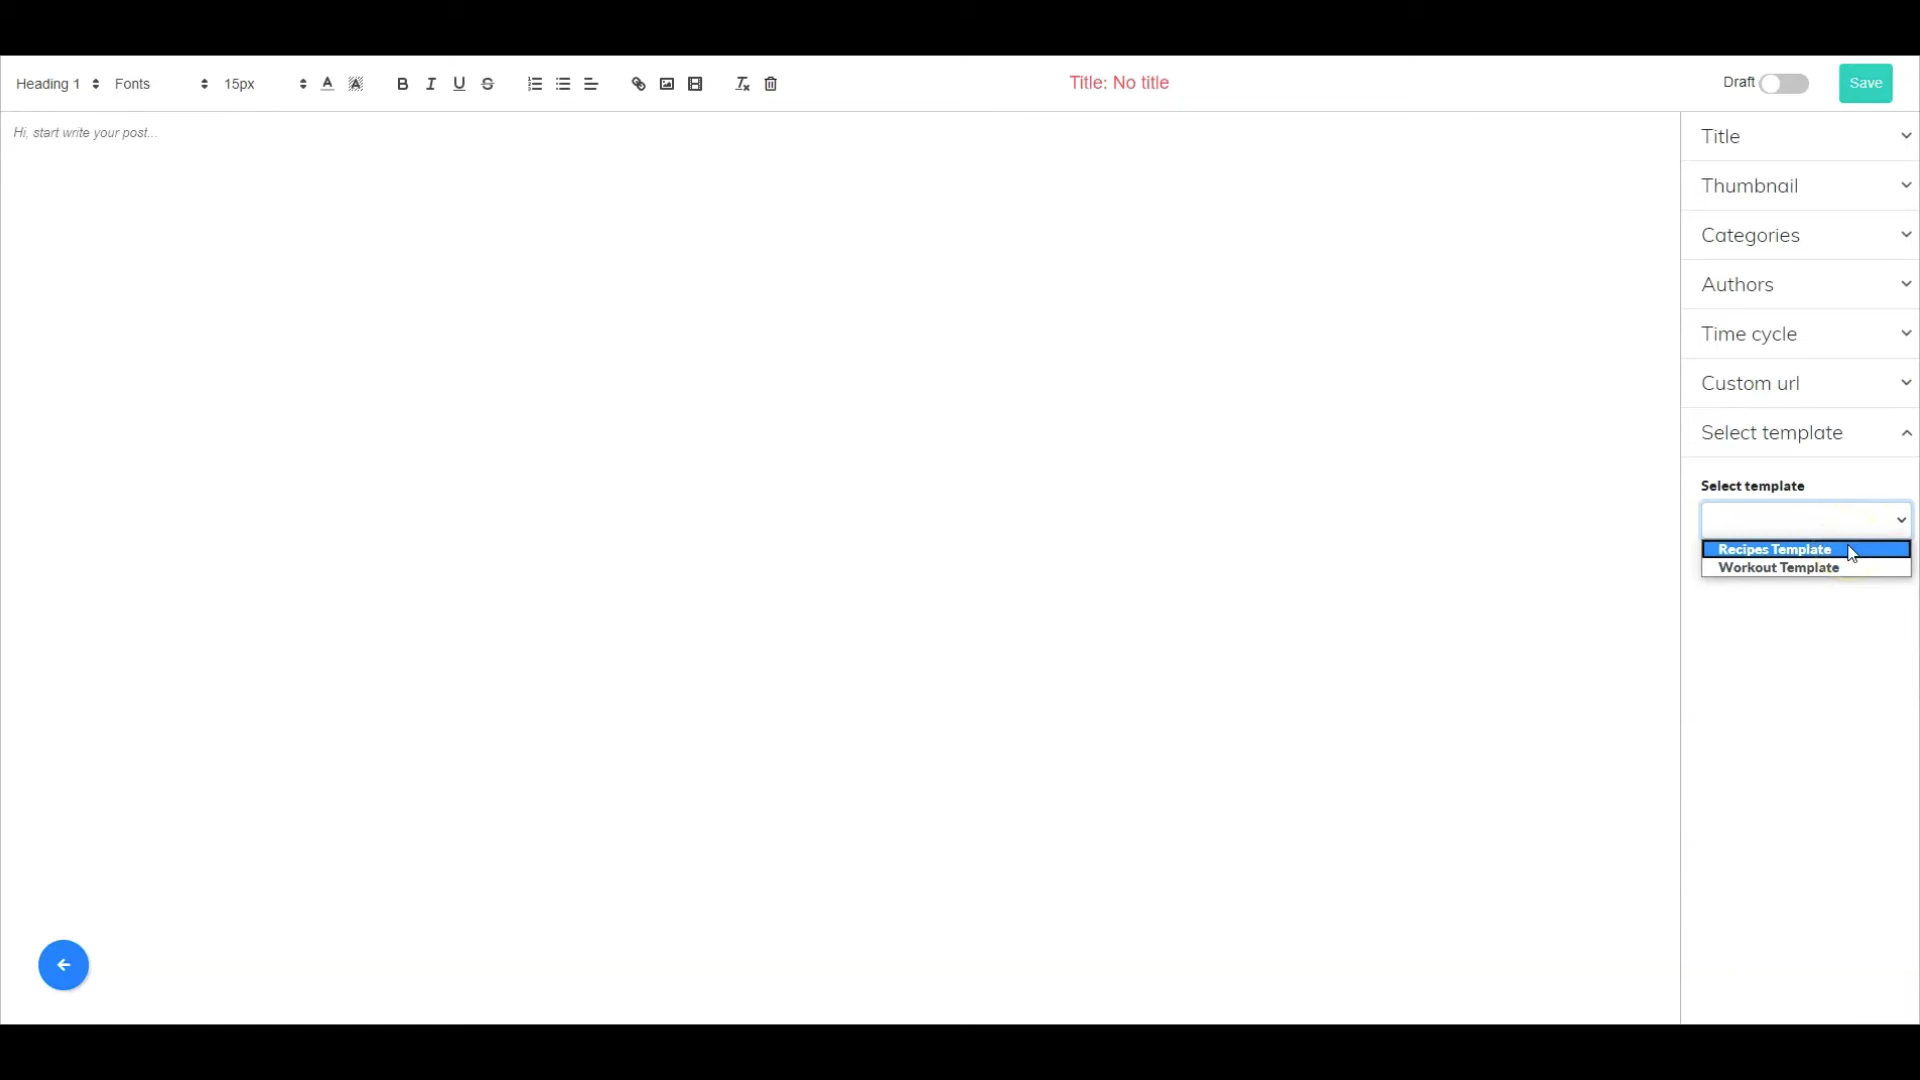 Heading 1 Fonts 15px Title: No title Draft Save
Hi, start write your post...
Title
Thumbnail
Categories
Authors
Time cycle
Custom url
Select template
Select template
Recipes Template
Workout Template